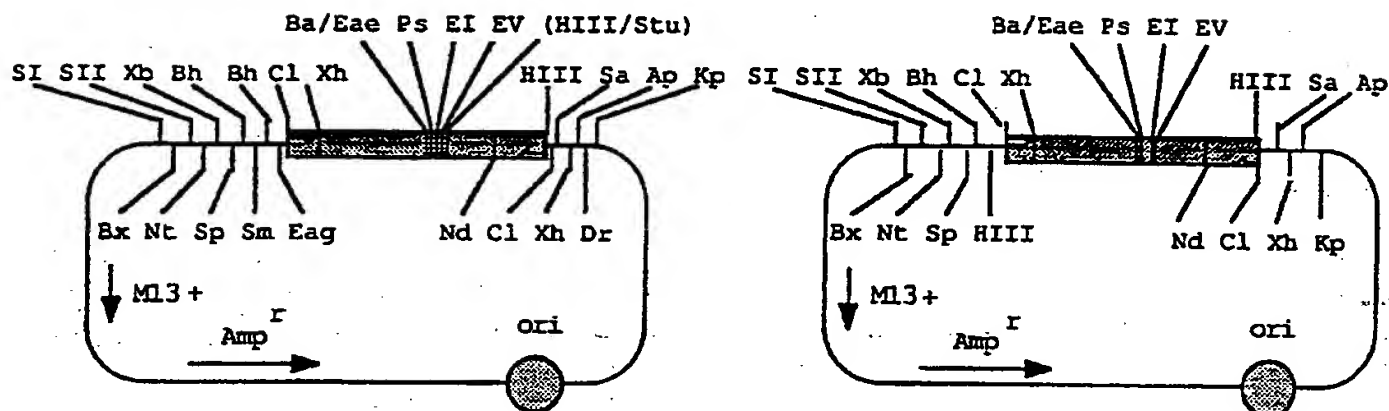 Ba/Eae Ps EI EV (HIII/Stu)
SI SII Xb Bh Bh Cl Xh
HIII Sa Ap Kp
Bx Nt Sp Sm Eag
Nd Cl Xh Dr
M13+
Amp r
ori
Ba/Eae Ps EI EV
SI SII Xb Bh Cl Xh
HIII Sa Ap
Bx Nt Sp HIII
Nd Cl Xh Kp
M13+
Amp r
ori